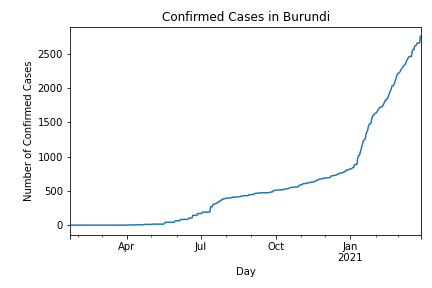 Confirmed Cases in Burundi
Number of Confirmed Cases
2500
2000
1500
1000
500
0
Apr Jul Oct Jan
2021
Day